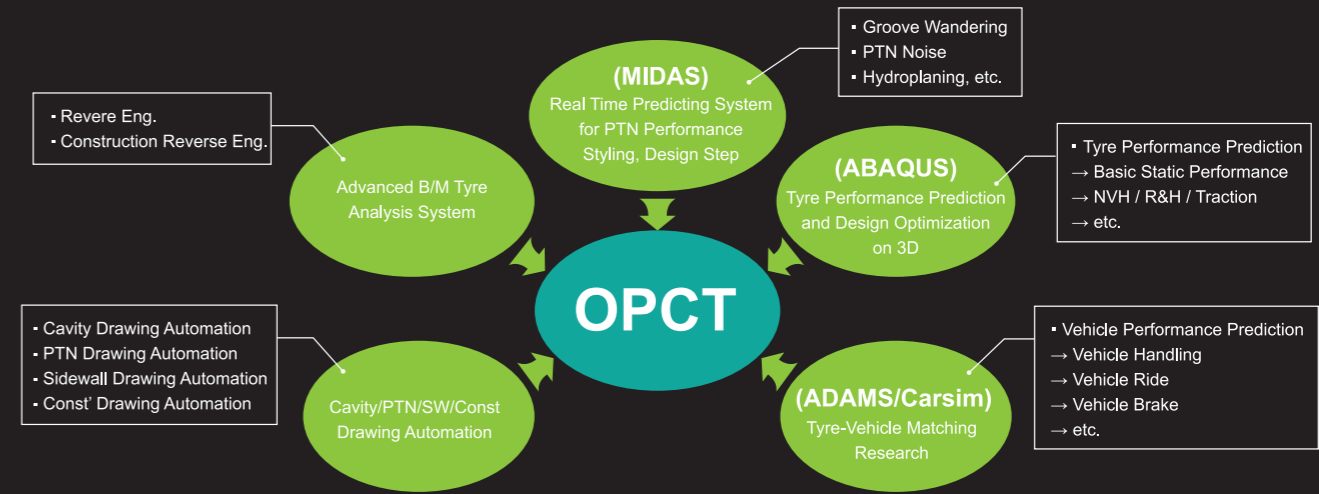 ▪ Groove Wandering
▪ PTN Noise
▪ Hydroplaning, etc.
(MIDAS)
Real Time Predicting System
for PTN Performance
Styling, Design Step
▪ Revere Eng.
▪ Construction Reverse Eng.
Advanced B/M Tyre
Analysis System
(ABAQUS)
Tyre Performance Prediction
and Design Optimization
on 3D
▪ Tyre Performance Prediction
→ Basic Static Performance
→ NVH / R&H / Traction
→ etc.
OPCT
▪ Cavity Drawing Automation
▪ PTN Drawing Automation
▪ Sidewall Drawing Automation
▪ Const' Drawing Automation
Cavity/PTN/SW/Const
Drawing Automation
(ADAMS/Carsim)
Tyre-Vehicle Matching
Research
▪ Vehicle Performance Prediction
→ Vehicle Handling
→ Vehicle Ride
→ Vehicle Brake
→ etc.